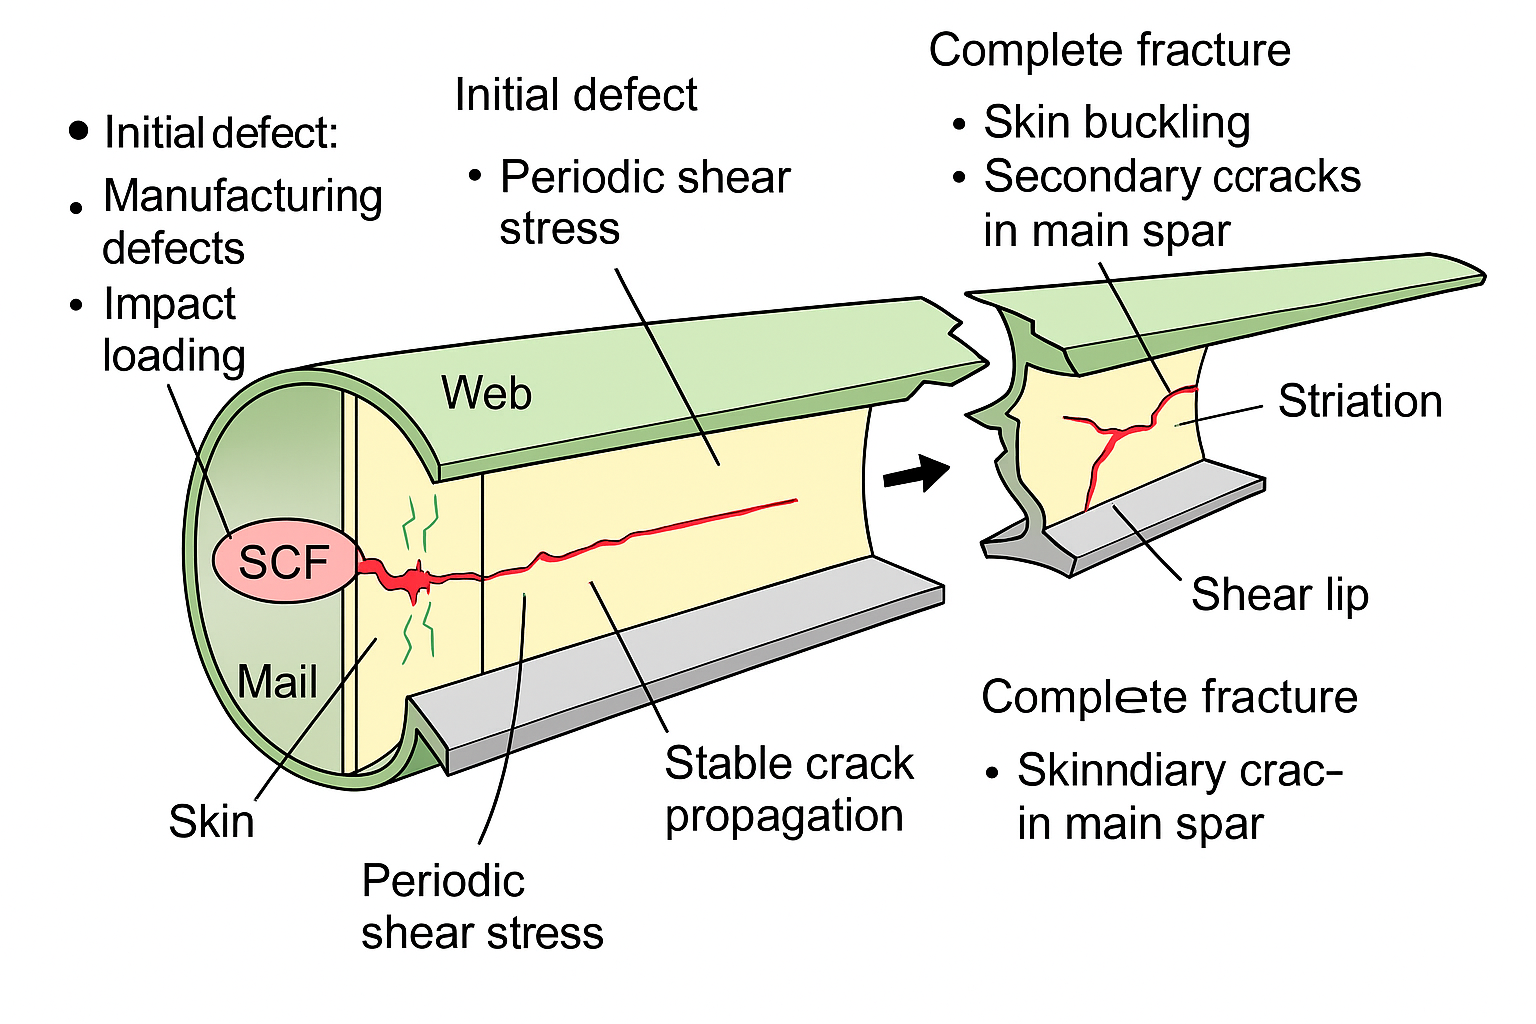 • Initial defect:
• Manufacturing
defects
• Impact
loading
Initial defect
• Periodic shear
stress
Complete fracture
• Skin buckling
• Secondary ccracks
in main spar
Web
Striation
SCF
Shear lip
Mail
Skin
Stable crack
propagation
Periodic
shear stress
Complete fracture
• Skinndiary crac–
in main spar